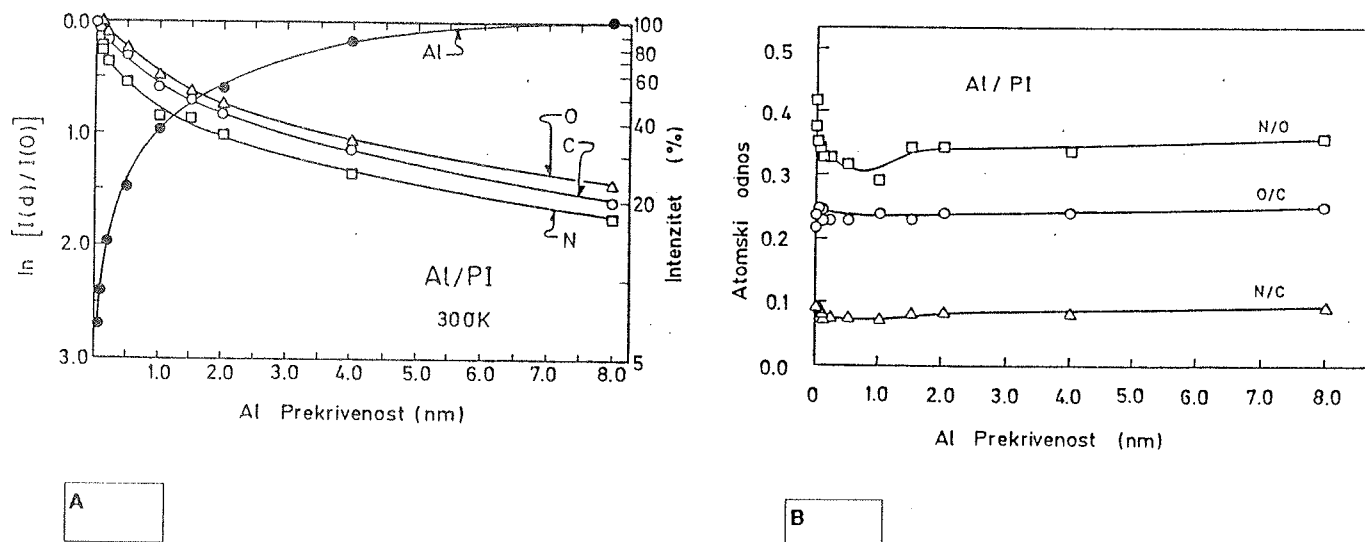 0.0
1.0
2.0
3.0
ln [I(d)/I(0)]
100
80
60
40
20
5
Intenzitet (%)
Al
O
C
N
Al/PI
300K
1.0 2.0 3.0 4.0 5.0 6.0 7.0 8.0
Al Prekrivenost (nm)
A
0.5
0.4
0.3
0.2
0.1
0.0
Atomski odnos
Al/PI
N/O
O/C
N/C
0 1.0 2.0 3.0 4.0 5.0 6.0 7.0 8.0
Al Prekrivenost (nm)
B